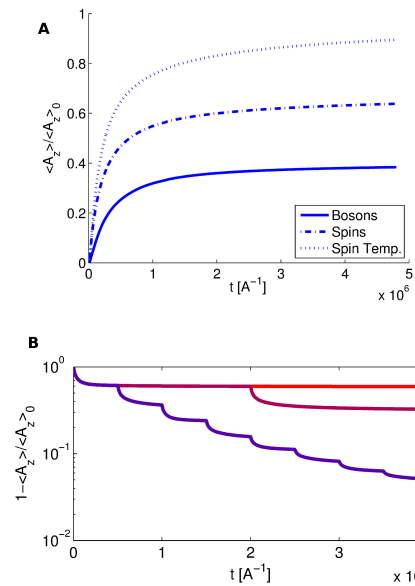 A
<A_z>/<A_z>_0
1
0.8
0.6
0.4
0.2
0
0 1 2 3 4 5
x 10^6
t [A^-1]
Bosons
Spins
Spin Temp.
B
1-<A_z>/<A_z>_0
10^0
10^-1
10^-2
0 1 2 3
t [A^-1]